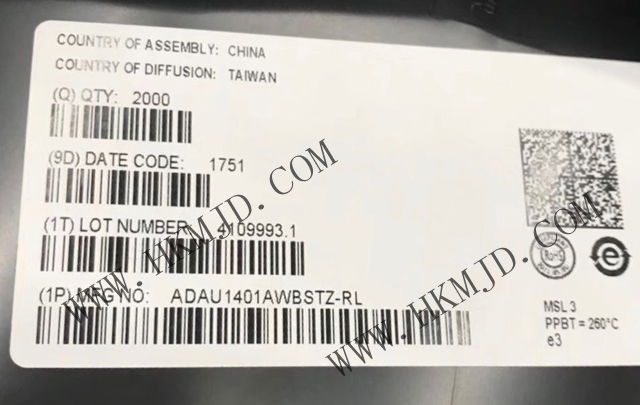 COUNTRY OF ASSEMBLY: CHINA
COUNTRY OF DIFFUSION: TAIWAN
(Q) QTY: 2000
(9D) DATE CODE: 1751
(1T) LOT NUMBER 4109993.1
(1P) MFG NO: ADAU1401AWBSTZ-RL
RoHS
e
MSL 3
PPBT = 260°C
e3
WWW.HKMJD.COM
WWW.HKMJD.COM